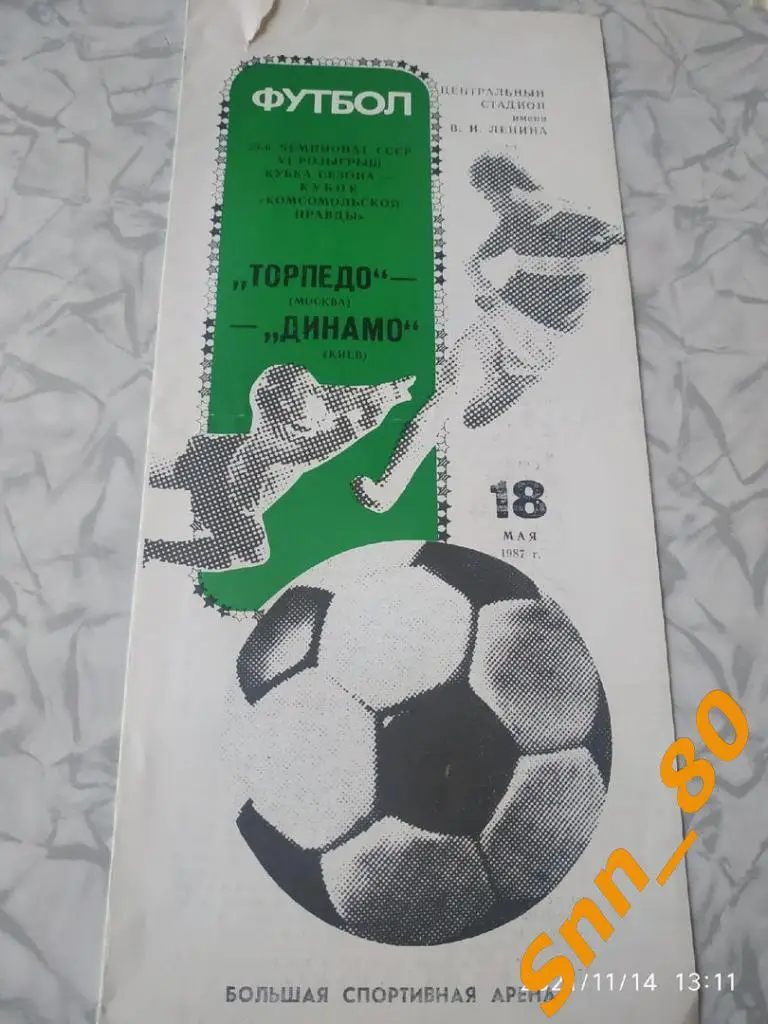 ФУТБОЛ
ЧЕМПИОНАТ СССР
VI РОЗЫГРЫШ
КУБКА СЕЗОНА —
КУБОК
«КОМСОМОЛЬСКОЙ
ПРАВДЫ»
„ТОРПЕДО“ —
(МОСКВА)
— „ДИНАМО“
(КИЕВ)
ЦЕНТРАЛЬНЫЙ
СТАДИОН
имени
В. И. ЛЕНИНА
18
МАЯ
1987 г.
БОЛЬШАЯ СПОРТИВНАЯ АРЕНА
Snn_80
2021/11/14 13:11